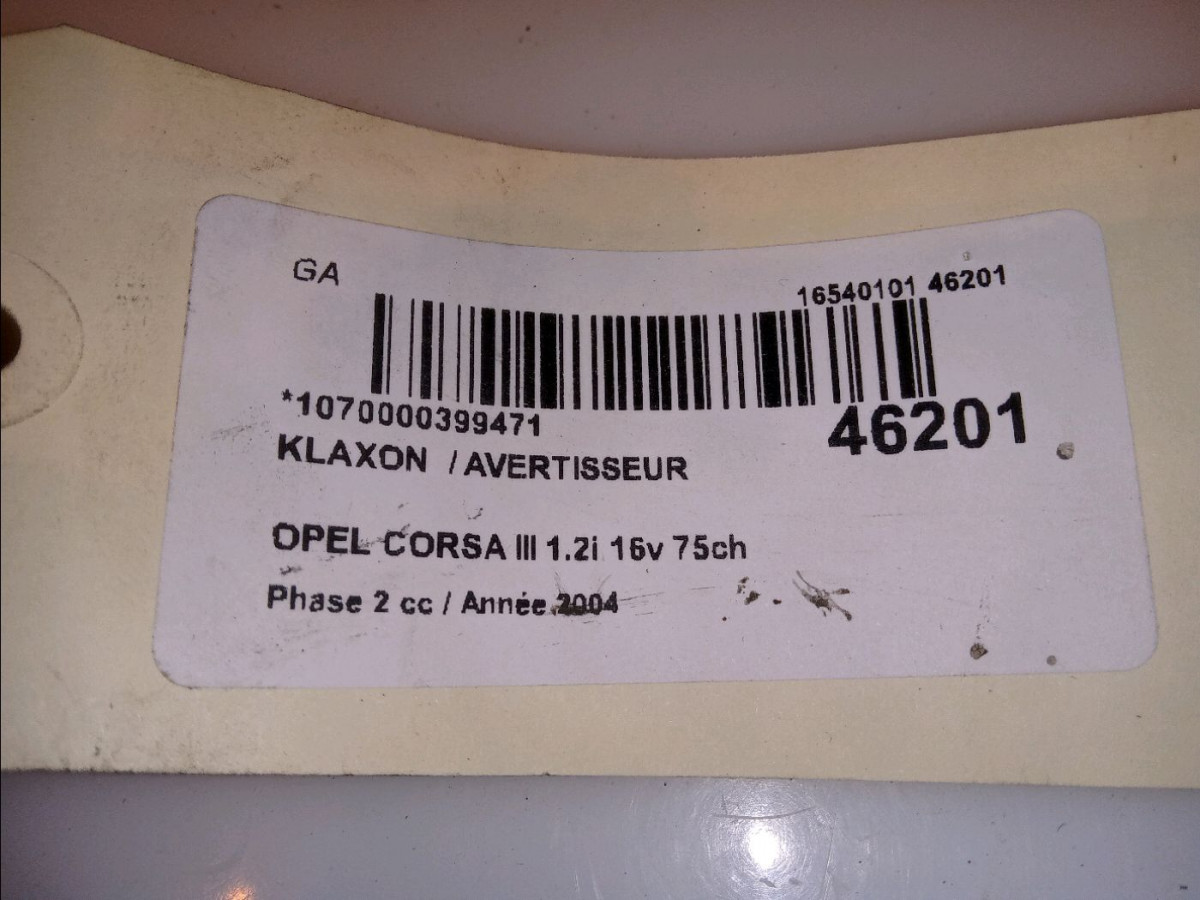 GA
16540101 46201
*1070000399471
46201
KLAXON / AVERTISSEUR
OPEL CORSA III 1.2i 16v 75ch
Phase 2 cc / Année 2004